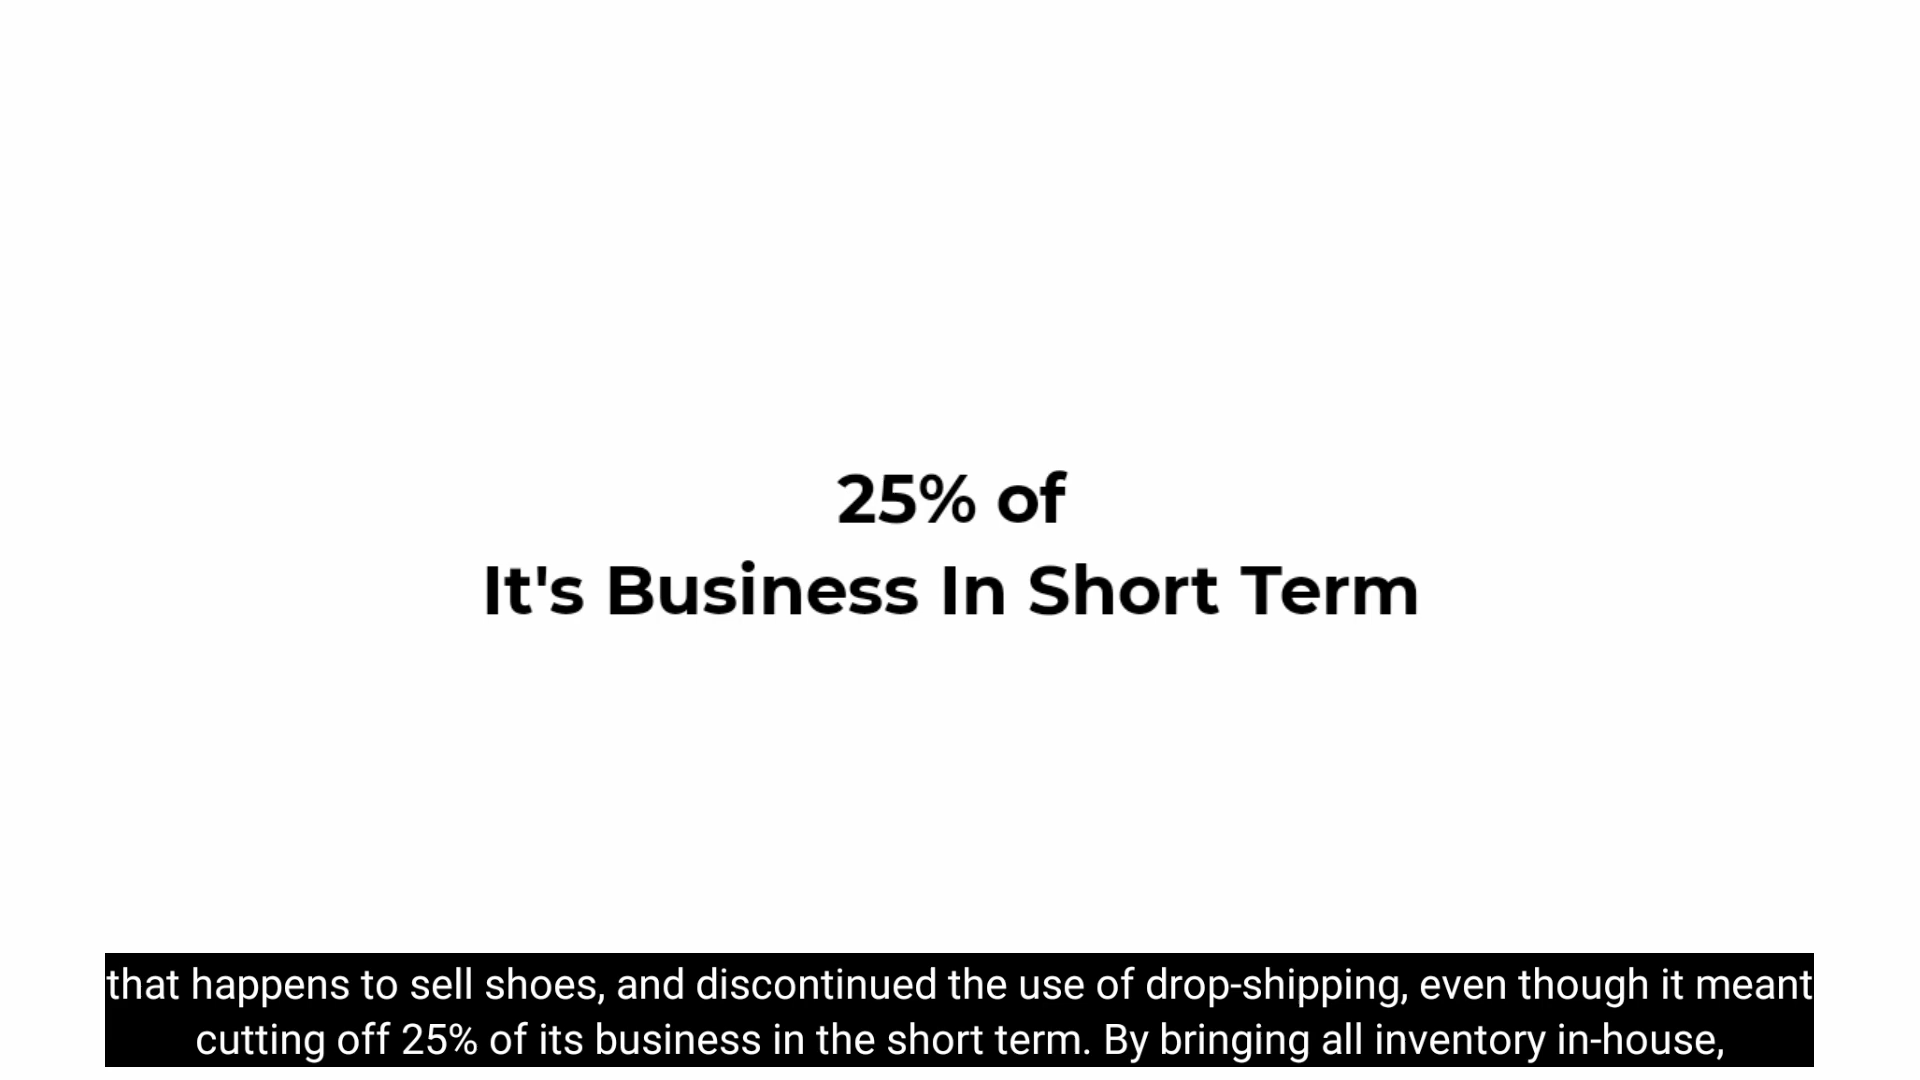 25% of
It's Business In Short Term
that happens to sell shoes, and discontinued the use of drop-shipping, even though it meant
cutting off 25% of its business in the short term. By bringing all inventory in-house,